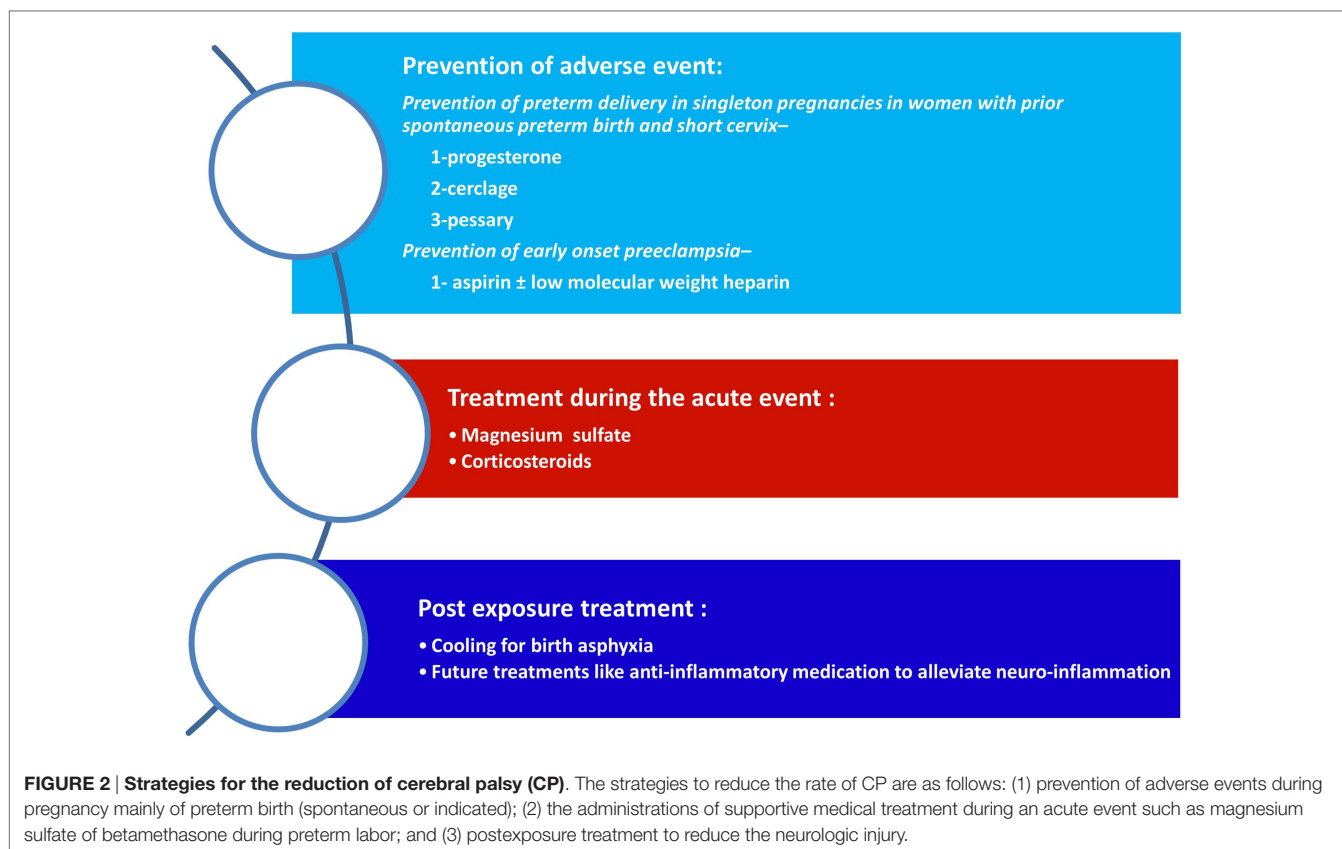 Prevention of adverse event:
Prevention of preterm delivery in singleton pregnancies in women with prior
spontaneous preterm birth and short cervix–
1-progesterone
2-cerclage
3-pessary
Prevention of early onset preeclampsia–
1- aspirin ± low molecular weight heparin
Treatment during the acute event :
• Magnesium sulfate
• Corticosteroids
Post exposure treatment :
• Cooling for birth asphyxia
• Future treatments like anti-inflammatory medication to alleviate neuro-inflammation
FIGURE 2 | Strategies for the reduction of cerebral palsy (CP). The strategies to reduce the rate of CP are as follows: (1) prevention of adverse events during
pregnancy mainly of preterm birth (spontaneous or indicated); (2) the administrations of supportive medical treatment during an acute event such as magnesium
sulfate of betamethasone during preterm labor; and (3) postexposure treatment to reduce the neurologic injury.